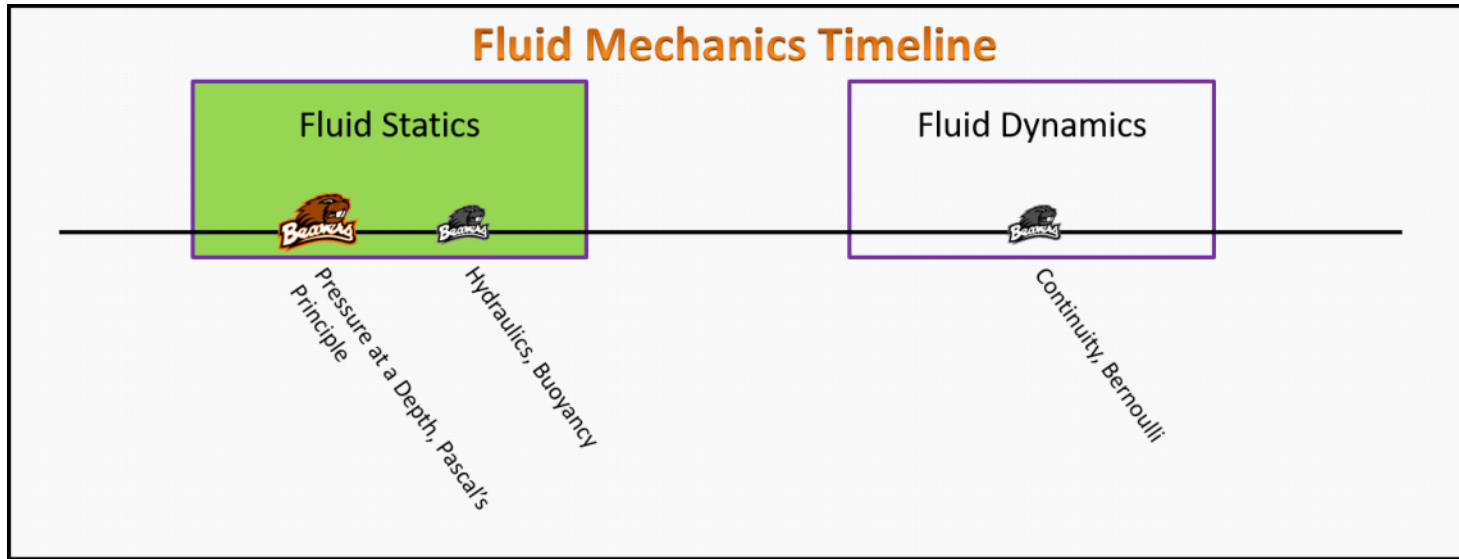 Fluid Mechanics Timeline
Fluid Statics
Fluid Dynamics
Beavers
Beavers
Beavers
Pressure at a Depth, Pascal's
Principle
Hydraulics, Buoyancy
Continuity, Bernoulli